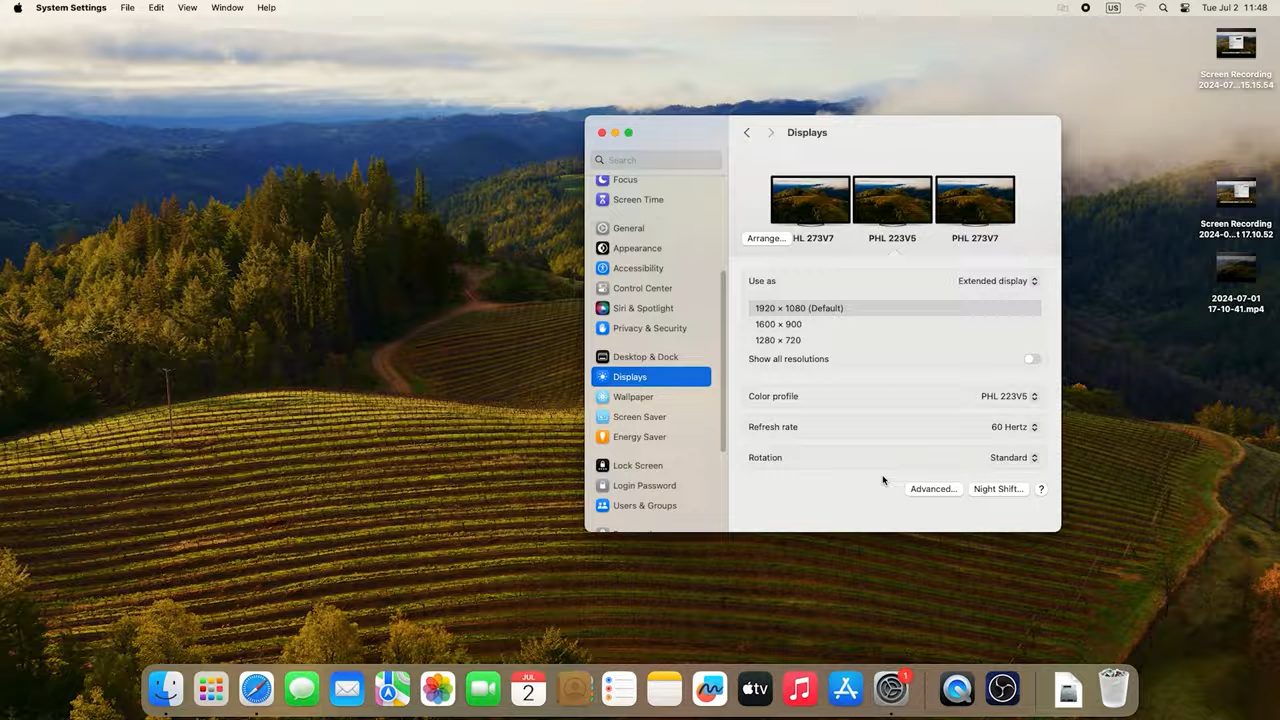 System Settings File Edit View Window Help
US Tue Jul 2 11:48
Screen Recording
2024-07...15.15.54
Screen Recording
2024-0...t 17.10.52
2024-07-01
17-10-41.mp4
Search
Focus
Screen Time
General
Appearance
Accessibility
Control Center
Siri & Spotlight
Privacy & Security
Desktop & Dock
Displays
Wallpaper
Screen Saver
Energy Saver
Lock Screen
Login Password
Users & Groups
Displays
Arrange... HL 273V7 PHL 223V5 PHL 273V7
Use as Extended display
1920 × 1080 (Default)
1600 × 900
1280 × 720
Show all resolutions
Color profile PHL 223V5
Refresh rate 60 Hertz
Rotation Standard
Advanced... Night Shift... ?
JUL
2
tv
1